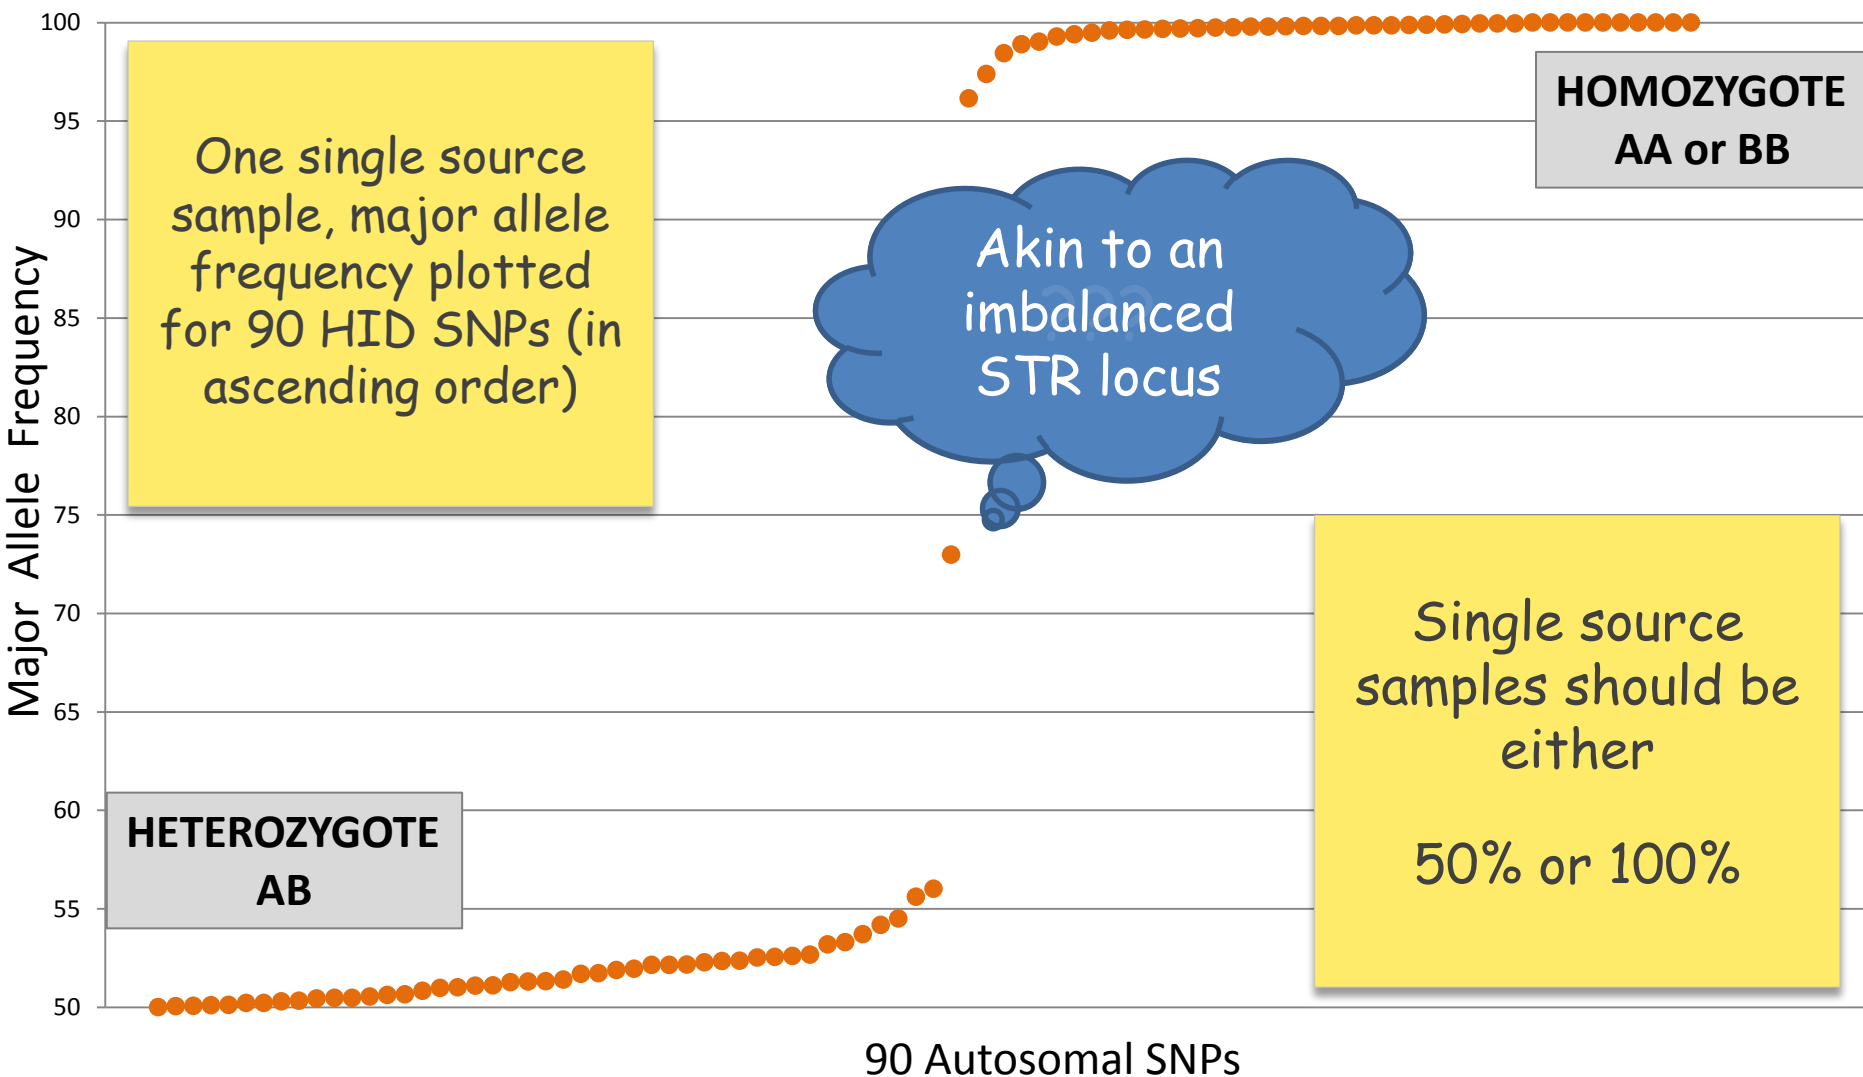 100
95
90
85
80
75
70
65
60
55
50
Major Allele Frequency
One single source
sample, major allele
frequency plotted
for 90 HID SNPs (in
ascending order)
HOMOZYGOTE
AA or BB
Akin to an
imbalanced
STR locus
???
Single source
samples should be
either
50% or 100%
HETEROZYGOTE
AB
90 Autosomal SNPs